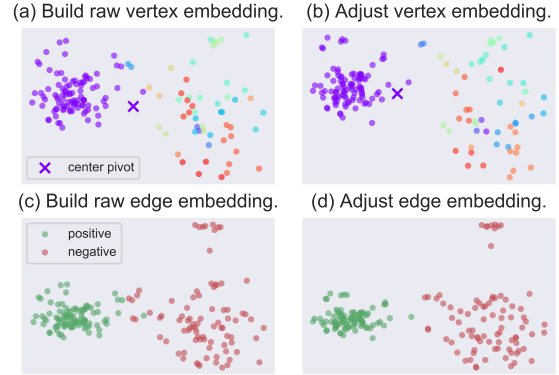 (a) Build raw vertex embedding.
(b) Adjust vertex embedding.
center pivot
(c) Build raw edge embedding.
(d) Adjust edge embedding.
positive
negative